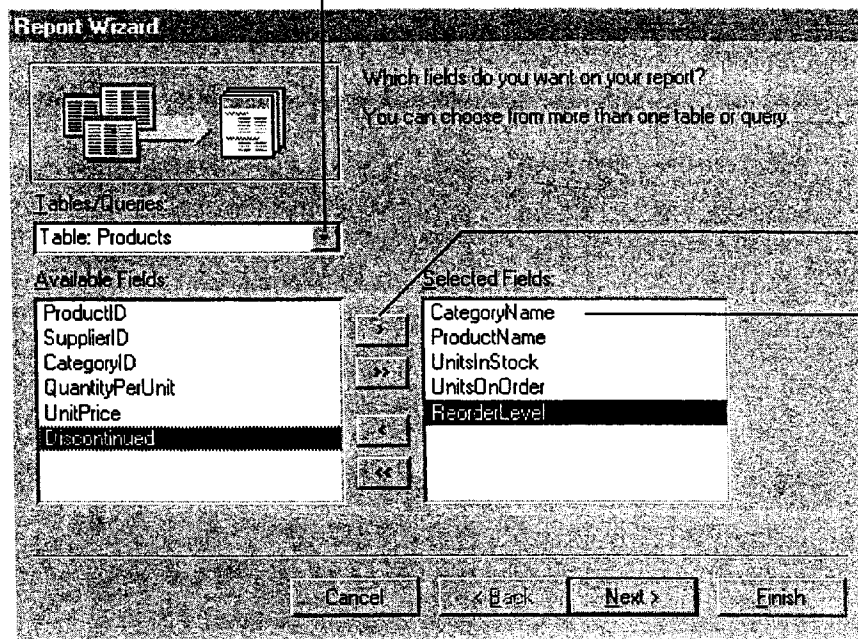 Report Wizard
Which fields do you want on your report?
You can choose from more than one table or query.
Tables/Queries:
Table: Products
Available Fields:
ProductID
SupplierID
CategoryID
QuantityPerUnit
UnitPrice
Discontinued
>
>>
<
<<
Selected Fields:
CategoryName
ProductName
UnitsInStock
UnitsOnOrder
ReorderLevel
Cancel
< Back
Next >
Finish